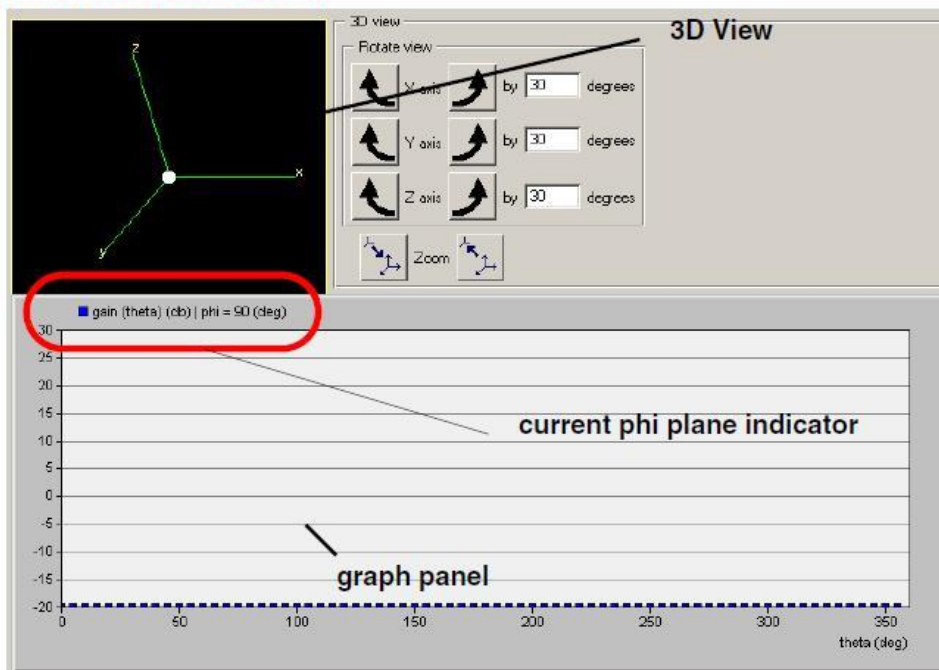 3D view
3D View
Rotate view
X axis by 30 degrees
Y axis by 30 degrees
Z axis by 30 degrees
Zoom
z
x
y
gain (theta) (db) | phi = 90 (deg)
30
25
20
15
10
5
0
-5
-10
-15
-20
current phi plane indicator
graph panel
0 50 100 150 200 250 300 350
theta (deg)